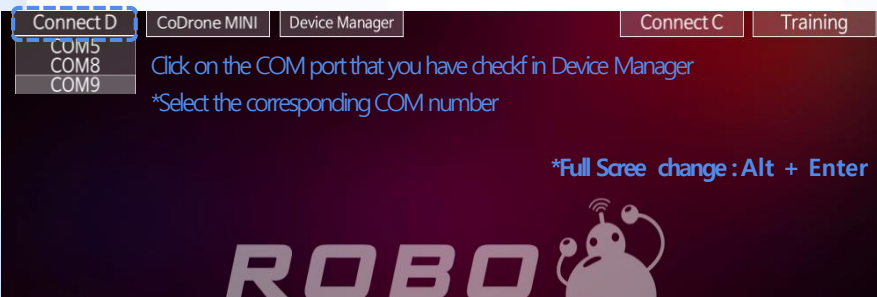 Connect D CoDrone MINI Device Manager Connect C Training
COM5
COM8
COM9
Click on the COM port that you have checkf in Device Manager
*Select the corresponding COM number
*Full Scree change : Alt + Enter
ROBO